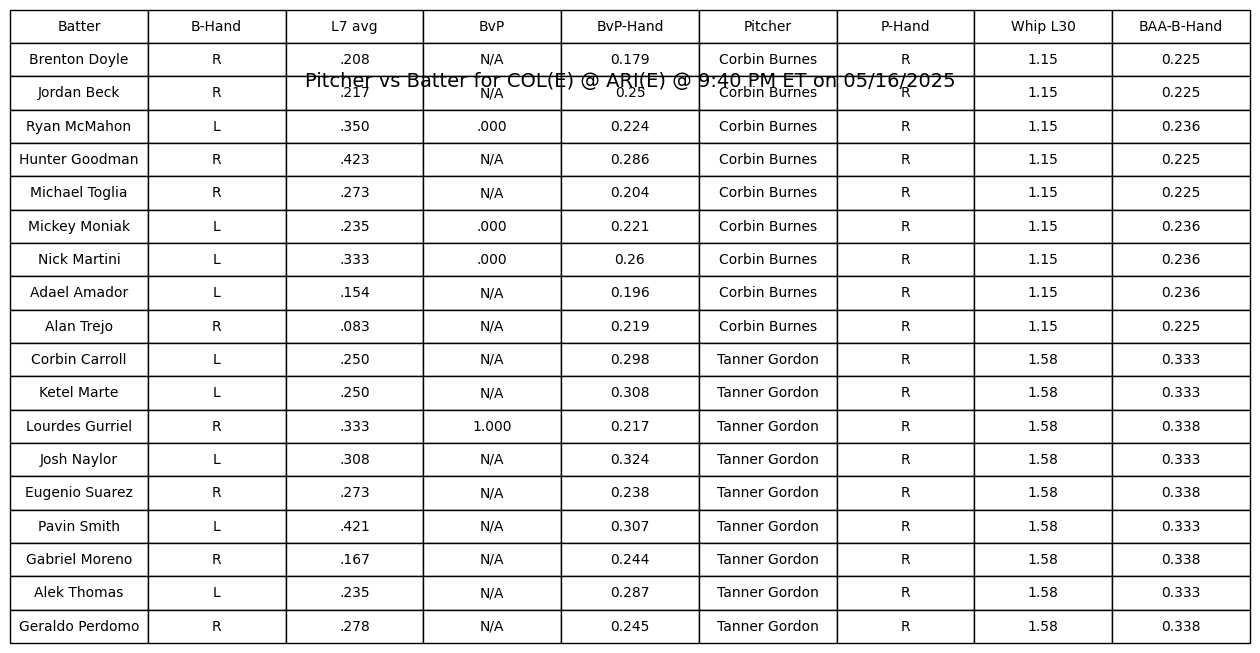 Batter B-Hand L7 avg BvP BvP-Hand Pitcher P-Hand Whip L30 BAA-B-Hand
Brenton Doyle R .208 N/A 0.179 Corbin Burnes R 1.15 0.225
Pitcher vs Batter for COL(E) @ ARI(E) @ 9:40 PM ET on 05/16/2025
Jordan Beck R .217 N/A 0.25 Corbin Burnes R 1.15 0.225
Ryan McMahon L .350 .000 0.224 Corbin Burnes R 1.15 0.236
Hunter Goodman R .423 N/A 0.286 Corbin Burnes R 1.15 0.225
Michael Toglia R .273 N/A 0.204 Corbin Burnes R 1.15 0.225
Mickey Moniak L .235 .000 0.221 Corbin Burnes R 1.15 0.236
Nick Martini L .333 .000 0.26 Corbin Burnes R 1.15 0.236
Adael Amador L .154 N/A 0.196 Corbin Burnes R 1.15 0.236
Alan Trejo R .083 N/A 0.219 Corbin Burnes R 1.15 0.225
Corbin Carroll L .250 N/A 0.298 Tanner Gordon R 1.58 0.333
Ketel Marte L .250 N/A 0.308 Tanner Gordon R 1.58 0.333
Lourdes Gurriel R .333 1.000 0.217 Tanner Gordon R 1.58 0.338
Josh Naylor L .308 N/A 0.324 Tanner Gordon R 1.58 0.333
Eugenio Suarez R .273 N/A 0.238 Tanner Gordon R 1.58 0.338
Pavin Smith L .421 N/A 0.307 Tanner Gordon R 1.58 0.333
Gabriel Moreno R .167 N/A 0.244 Tanner Gordon R 1.58 0.338
Alek Thomas L .235 N/A 0.287 Tanner Gordon R 1.58 0.333
Geraldo Perdomo R .278 N/A 0.245 Tanner Gordon R 1.58 0.338